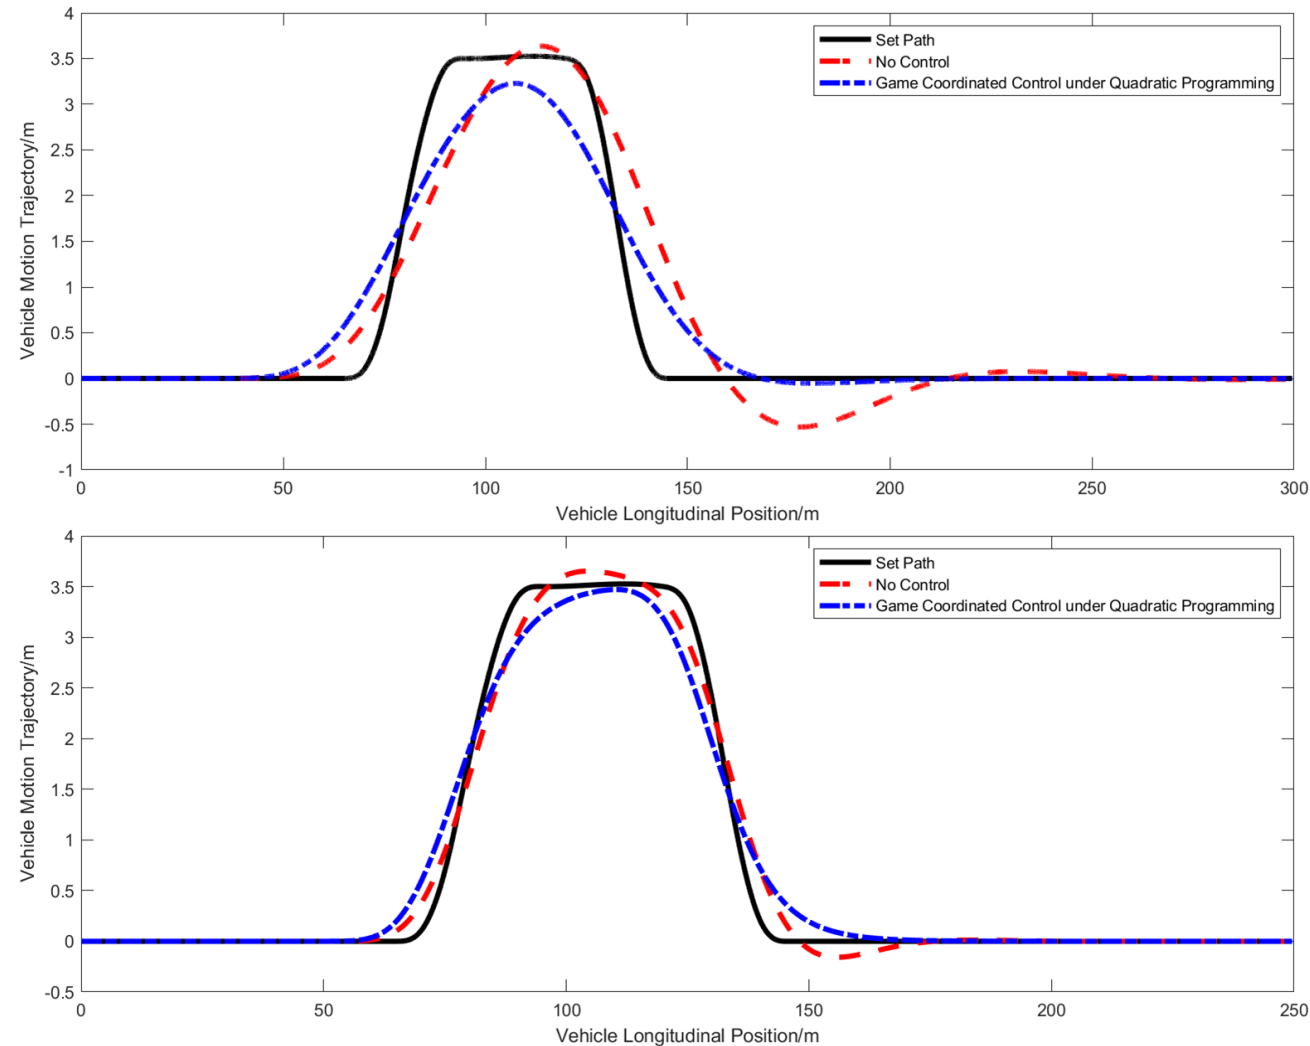 4
3.5
3
2.5
2
1.5
1
0.5
0
-0.5
-1
Vehicle Motion Trajectory/m
Set Path
No Control
Game Coordinated Control under Quadratic Programming
0 50 100 150 200 250 300
Vehicle Longitudinal Position/m
4
3.5
3
2.5
2
1.5
1
0.5
0
-0.5
Vehicle Motion Trajectory/m
Set Path
No Control
Game Coordinated Control under Quadratic Programming
0 50 100 150 200 250
Vehicle Longitudinal Position/m